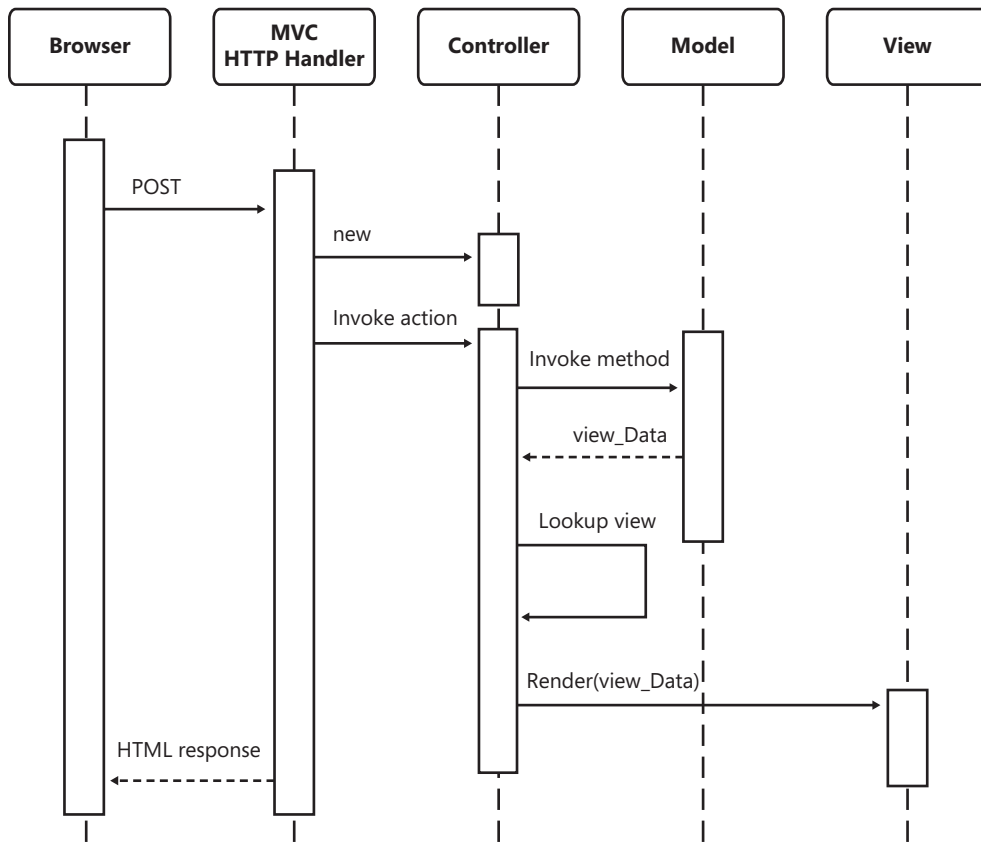 Browser
MVC
HTTP Handler
Controller
Model
View
POST
new
Invoke action
Invoke method
view_Data
Lookup view
Render(view_Data)
HTML response